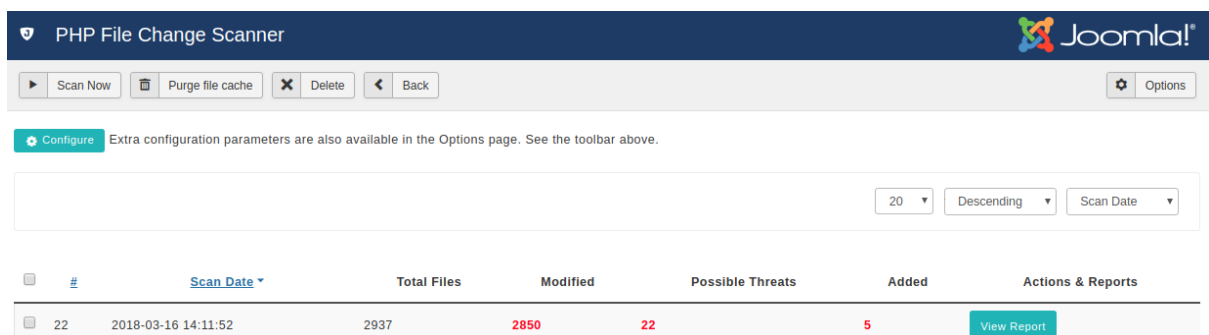 PHP File Change Scanner
Joomla!®
Scan Now Purge file cache Delete Back Options
Configure Extra configuration parameters are also available in the Options page. See the toolbar above.
20 Descending Scan Date
# Scan Date Total Files Modified Possible Threats Added Actions & Reports
22 2018-03-16 14:11:52 2937 2850 22 5 View Report